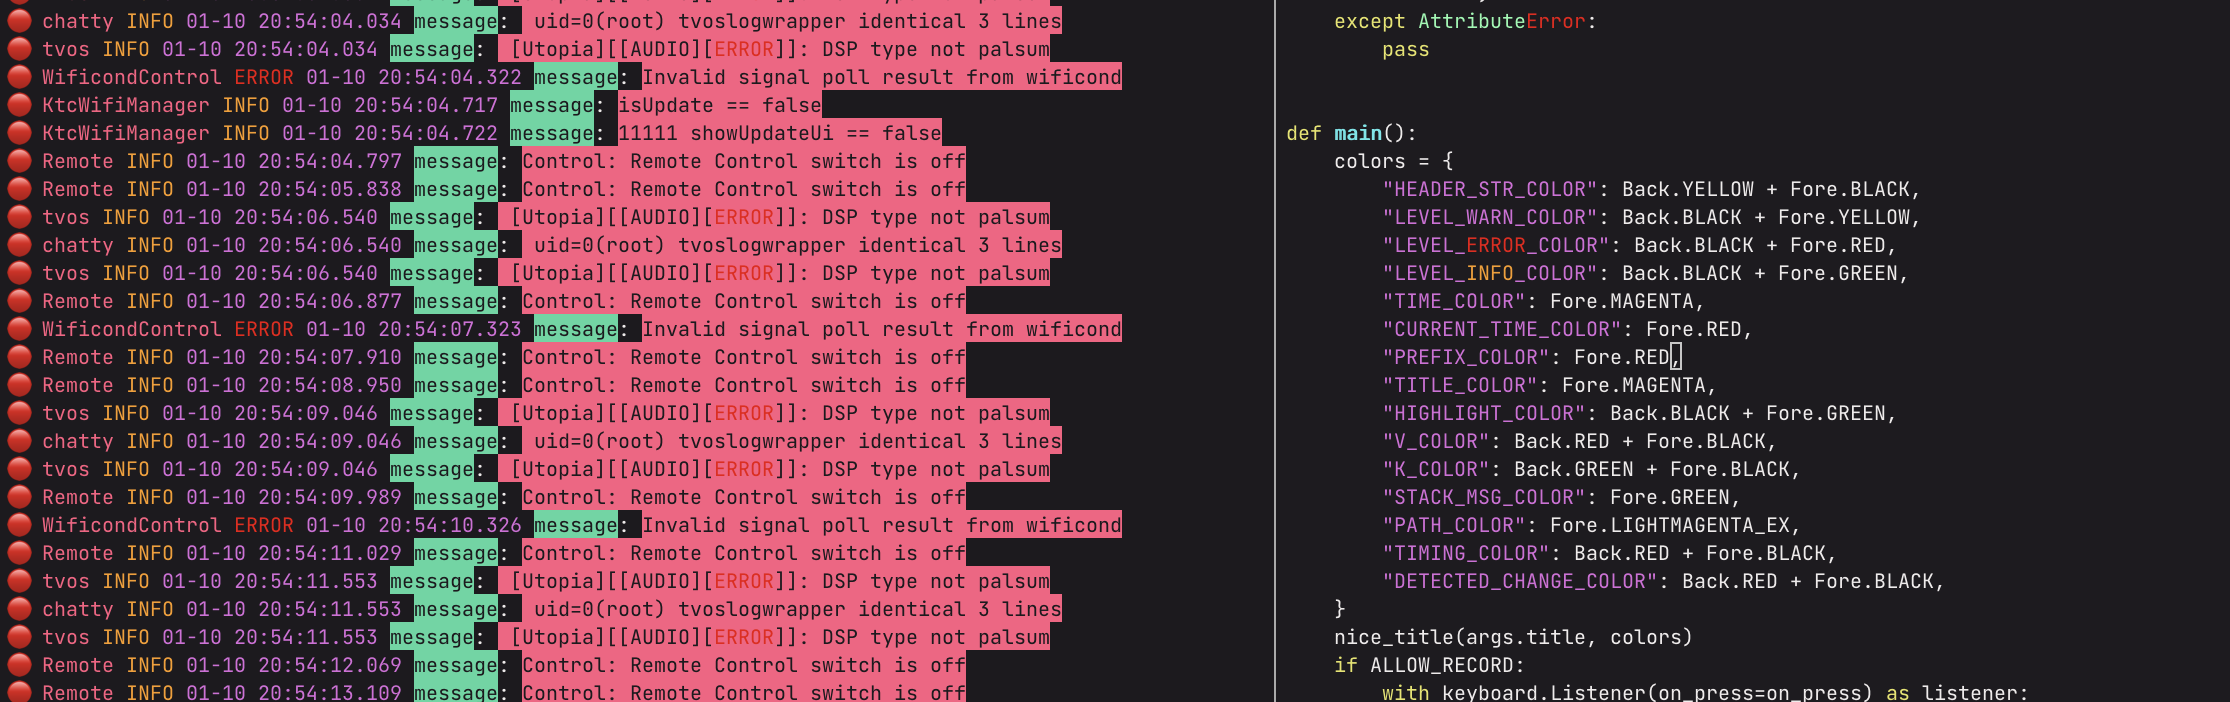 chatty INFO 01-10 20:54:04.034 message: uid=0(root) tvoslogwrapper identical 3 lines
tvos INFO 01-10 20:54:04.034 message: [Utopia][[AUDIO][ERROR]]: DSP type not palsum
WificondControl ERROR 01-10 20:54:04.322 message: Invalid signal poll result from wificond
KtcWifiManager INFO 01-10 20:54:04.717 message: isUpdate == false
KtcWifiManager INFO 01-10 20:54:04.722 message: 11111 showUpdateUi == false
Remote INFO 01-10 20:54:04.797 message: Control: Remote Control switch is off
Remote INFO 01-10 20:54:05.838 message: Control: Remote Control switch is off
tvos INFO 01-10 20:54:06.540 message: [Utopia][[AUDIO][ERROR]]: DSP type not palsum
chatty INFO 01-10 20:54:06.540 message: uid=0(root) tvoslogwrapper identical 3 lines
tvos INFO 01-10 20:54:06.540 message: [Utopia][[AUDIO][ERROR]]: DSP type not palsum
Remote INFO 01-10 20:54:06.877 message: Control: Remote Control switch is off
WificondControl ERROR 01-10 20:54:07.323 message: Invalid signal poll result from wificond
Remote INFO 01-10 20:54:07.910 message: Control: Remote Control switch is off
Remote INFO 01-10 20:54:08.950 message: Control: Remote Control switch is off
tvos INFO 01-10 20:54:09.046 message: [Utopia][[AUDIO][ERROR]]: DSP type not palsum
chatty INFO 01-10 20:54:09.046 message: uid=0(root) tvoslogwrapper identical 3 lines
tvos INFO 01-10 20:54:09.046 message: [Utopia][[AUDIO][ERROR]]: DSP type not palsum
Remote INFO 01-10 20:54:09.989 message: Control: Remote Control switch is off
WificondControl ERROR 01-10 20:54:10.326 message: Invalid signal poll result from wificond
Remote INFO 01-10 20:54:11.029 message: Control: Remote Control switch is off
tvos INFO 01-10 20:54:11.553 message: [Utopia][[AUDIO][ERROR]]: DSP type not palsum
chatty INFO 01-10 20:54:11.553 message: uid=0(root) tvoslogwrapper identical 3 lines
tvos INFO 01-10 20:54:11.553 message: [Utopia][[AUDIO][ERROR]]: DSP type not palsum
Remote INFO 01-10 20:54:12.069 message: Control: Remote Control switch is off
Remote INFO 01-10 20:54:13.109 message: Control: Remote Control switch is off
except AttributeError:
pass
def main():
colors = {
"HEADER_STR_COLOR": Back.YELLOW + Fore.BLACK,
"LEVEL_WARN_COLOR": Back.BLACK + Fore.YELLOW,
"LEVEL_ERROR_COLOR": Back.BLACK + Fore.RED,
"LEVEL_INFO_COLOR": Back.BLACK + Fore.GREEN,
"TIME_COLOR": Fore.MAGENTA,
"CURRENT_TIME_COLOR": Fore.RED,
"PREFIX_COLOR": Fore.RED,
"TITLE_COLOR": Fore.MAGENTA,
"HIGHLIGHT_COLOR": Back.BLACK + Fore.GREEN,
"V_COLOR": Back.RED + Fore.BLACK,
"K_COLOR": Back.GREEN + Fore.BLACK,
"STACK_MSG_COLOR": Fore.GREEN,
"PATH_COLOR": Fore.LIGHTMAGENTA_EX,
"TIMING_COLOR": Back.RED + Fore.BLACK,
"DETECTED_CHANGE_COLOR": Back.RED + Fore.BLACK,
}
nice_title(args.title, colors)
if ALLOW_RECORD:
with keyboard.Listener(on_press=on_press) as listener: